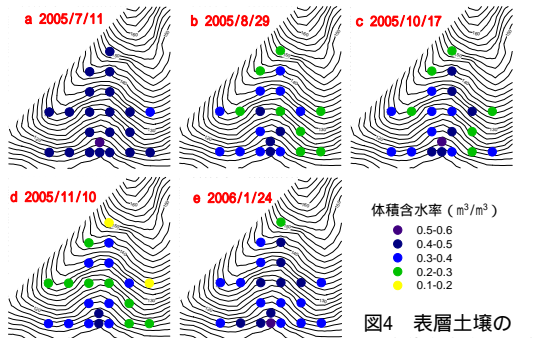 a 2005/7/11
b 2005/8/29
c 2005/10/17
d 2005/11/10
e 2006/1/24
体積含水率（㎥/㎥）
0.5-0.6
0.4-0.5
0.3-0.4
0.2-0.3
0.1-0.2
図4　表層土壌の